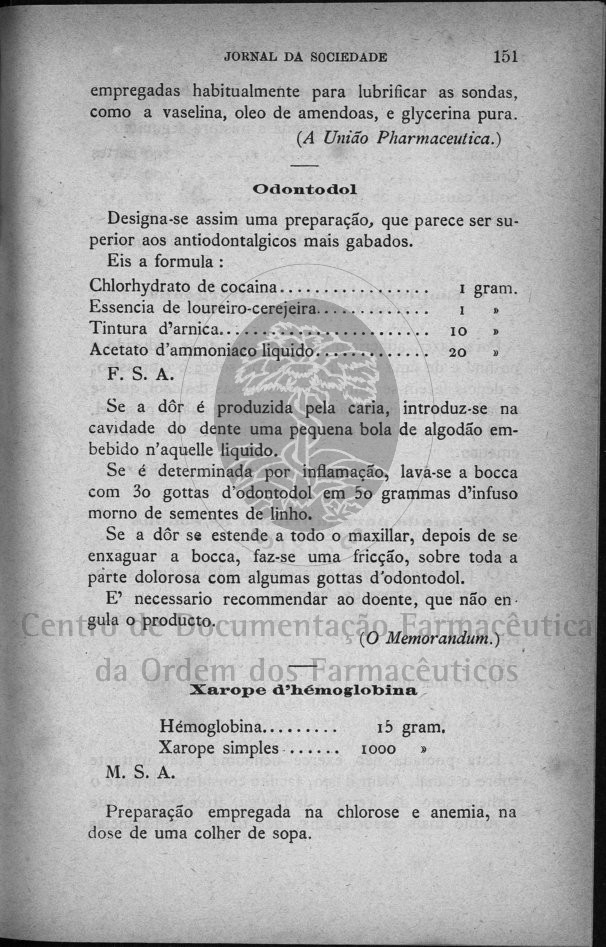 JORNAL DA SOCIEDADE 151
empregadas habitualmente para lubrificar as sondas,
como a vaselina, oleo de amendoas, e glycerina pura.
(A União Pharmaceutica.)
Odontodol
Designa-se assim uma preparação, que parece ser su-
perior aos antiodontalgicos mais gabados.
Eis a formula :
Chlorhydrato de cocaina................. 1 gram.
Essencia de loureiro-cerejeira............. 1 »
Tintura d'arnica........................ 10 »
Acetato d'ammoniaco liquido............. 20 »
F. S. A.
Se a dôr é produzida pela caria, introduz-se na
cavidade do dente uma pequena bola de algodão em-
bebido n'aquelle liquido.
Se é determinada por inflamação, lava-se a bocca
com 30 gottas d'odontodol em 50 grammas d'infuso
morno de sementes de linho.
Se a dôr se estende a todo o maxillar, depois de se
enxaguar a bocca, faz-se uma fricção, sobre toda a
parte dolorosa com algumas gottas d'odontodol.
E' necessario recommendar ao doente, que não en-
gula o producto.
Centro de Documentação Farmacêutica
(O Memorandum.)
da Ordem dos Farmacêuticos
Xarope d'hémoglobina
Hémoglobina......... 15 gram.
Xarope simples ...... 1000 »
M. S. A.
Preparação empregada na chlorose e anemia, na
dose de uma colher de sopa.